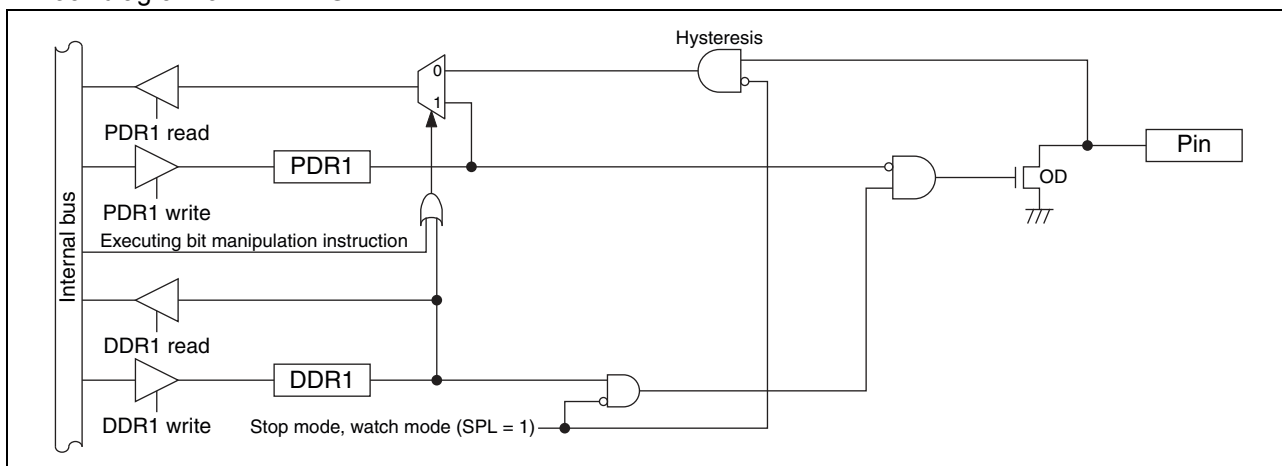 Hysteresis
0
1
PDR1 read
PDR1
Pin
OD
PDR1 write
Executing bit manipulation instruction
Internal bus
DDR1 read
DDR1
DDR1 write
Stop mode, watch mode (SPL = 1)